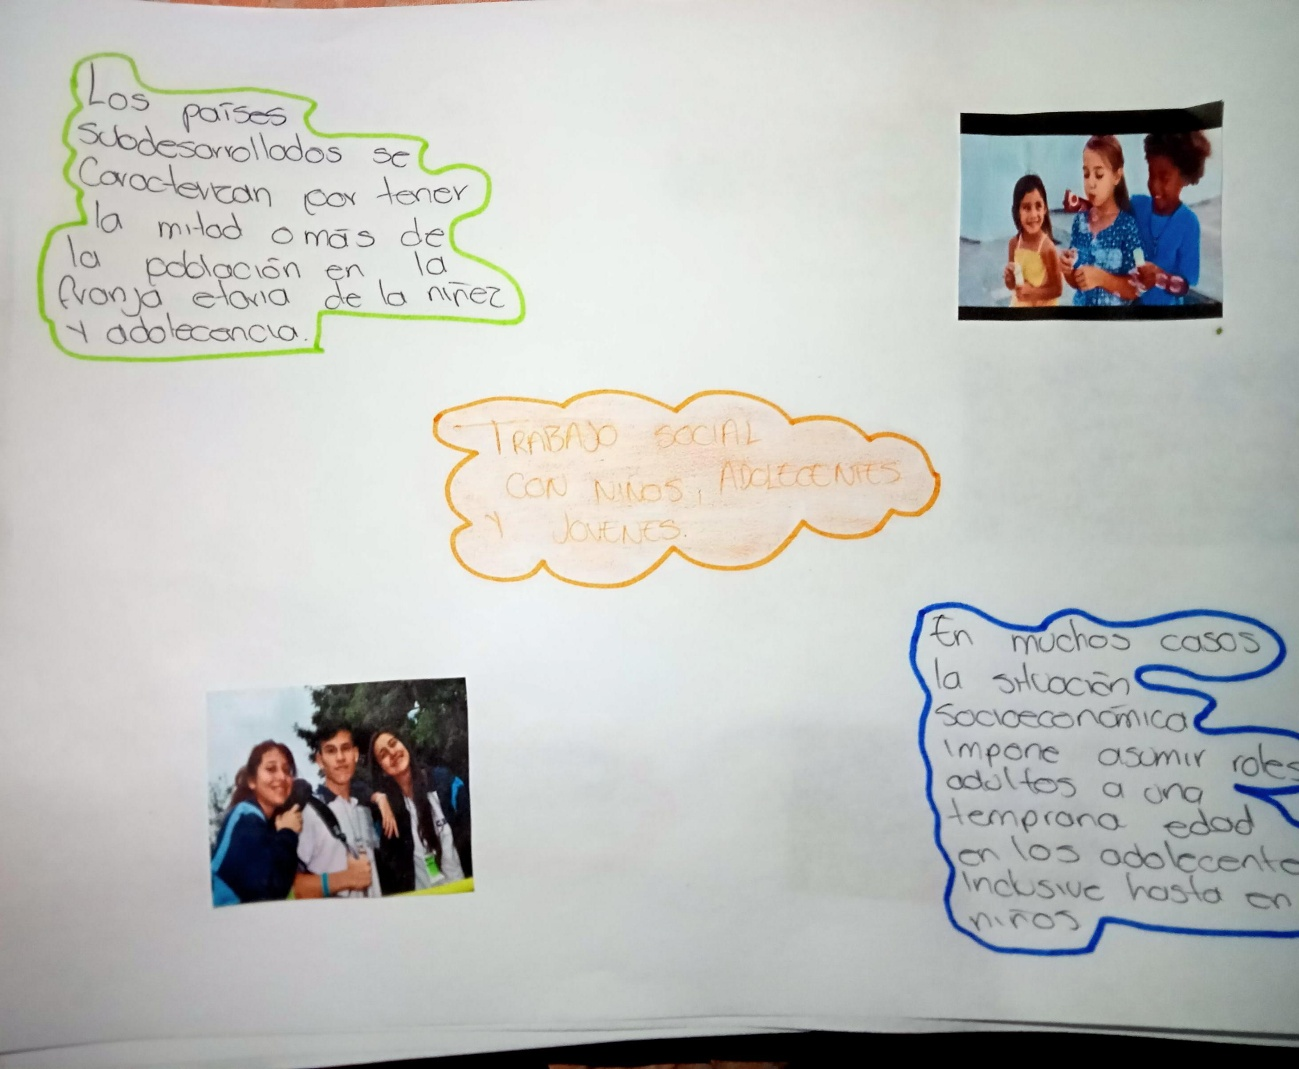 Los países
subdesarrollados se
Caracterizan por tener
la mitad o más de
la población en la
franja etaria de la niñez
y adolecencia.
TRABAJO SOCIAL
CON NIÑOS, ADOLECENTES
Y JOVENES.
En muchos casos
la situación
socioeconómica
impone asumir roles
adultos a una
temprana edad
en los adolecente
inclusive hasta en
niños